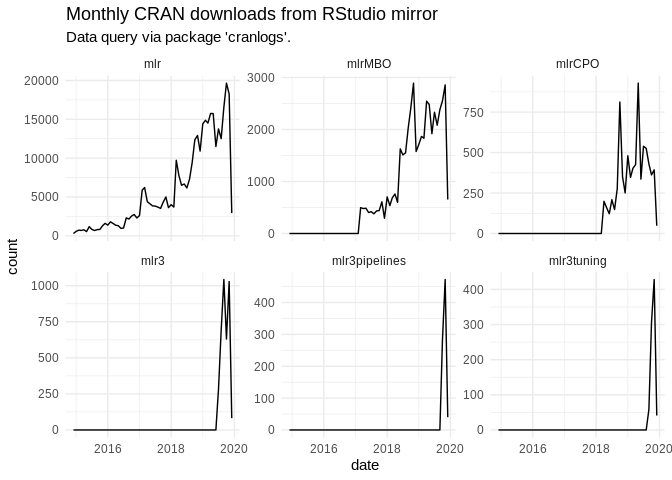 Monthly CRAN downloads from RStudio mirror
Data query via package 'cranlogs'.
mlr
mlrMBO
mlrCPO
20000
15000
10000
5000
0
3000
2000
1000
0
750
500
250
0
count
mlr3
mlr3pipelines
mlr3tuning
1000
750
500
250
0
400
300
200
100
0
400
300
200
100
0
2016 2018 2020
2016 2018 2020
2016 2018 2020
date